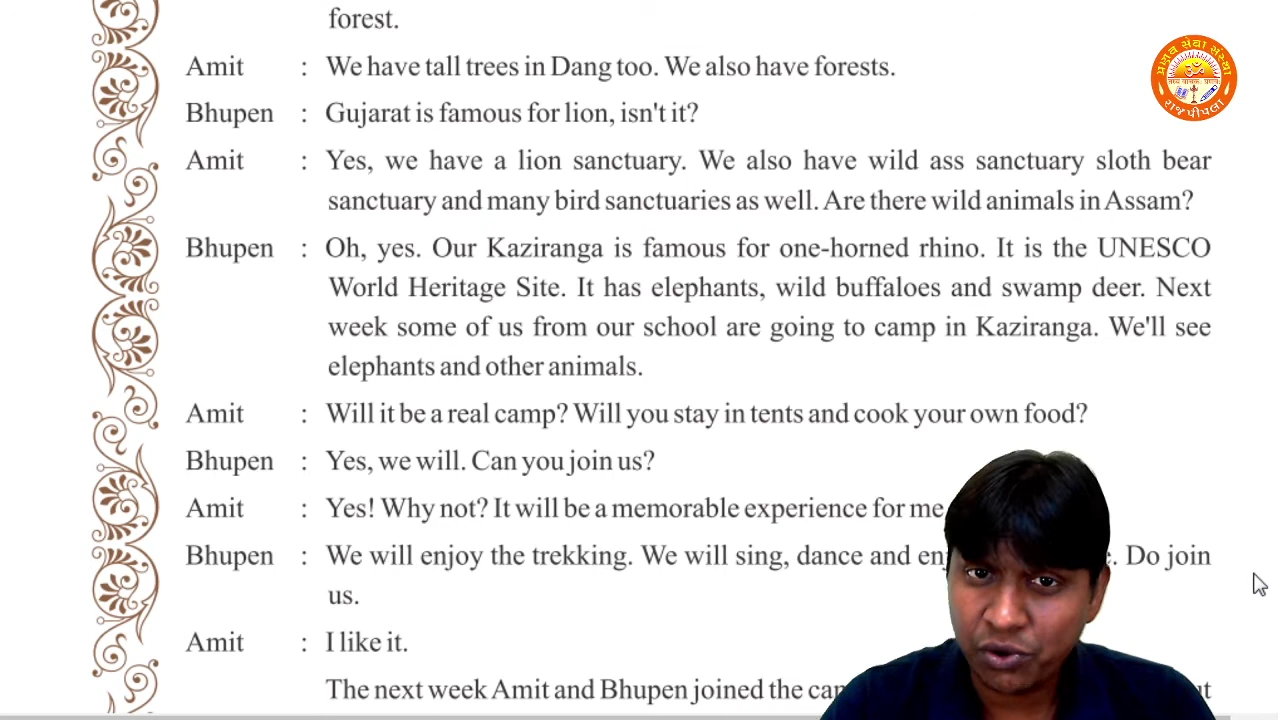 forest.
Amit : We have tall trees in Dang too. We also have forests.
Bhupen : Gujarat is famous for lion, isn't it?
Amit : Yes, we have a lion sanctuary. We also have wild ass sanctuary sloth bear
sanctuary and many bird sanctuaries as well. Are there wild animals in Assam?
Bhupen : Oh, yes. Our Kaziranga is famous for one-horned rhino. It is the UNESCO
World Heritage Site. It has elephants, wild buffaloes and swamp deer. Next
week some of us from our school are going to camp in Kaziranga. We'll see
elephants and other animals.
Amit : Will it be a real camp? Will you stay in tents and cook your own food?
Bhupen : Yes, we will. Can you join us?
Amit : Yes! Why not? It will be a memorable experience for me
Bhupen : We will enjoy the trekking. We will sing, dance and Do join
us.
Amit : I like it.
The next week Amit and Bhupen joined the
પ્રણવ સેવા સંસ્થા
રાજપીપલા